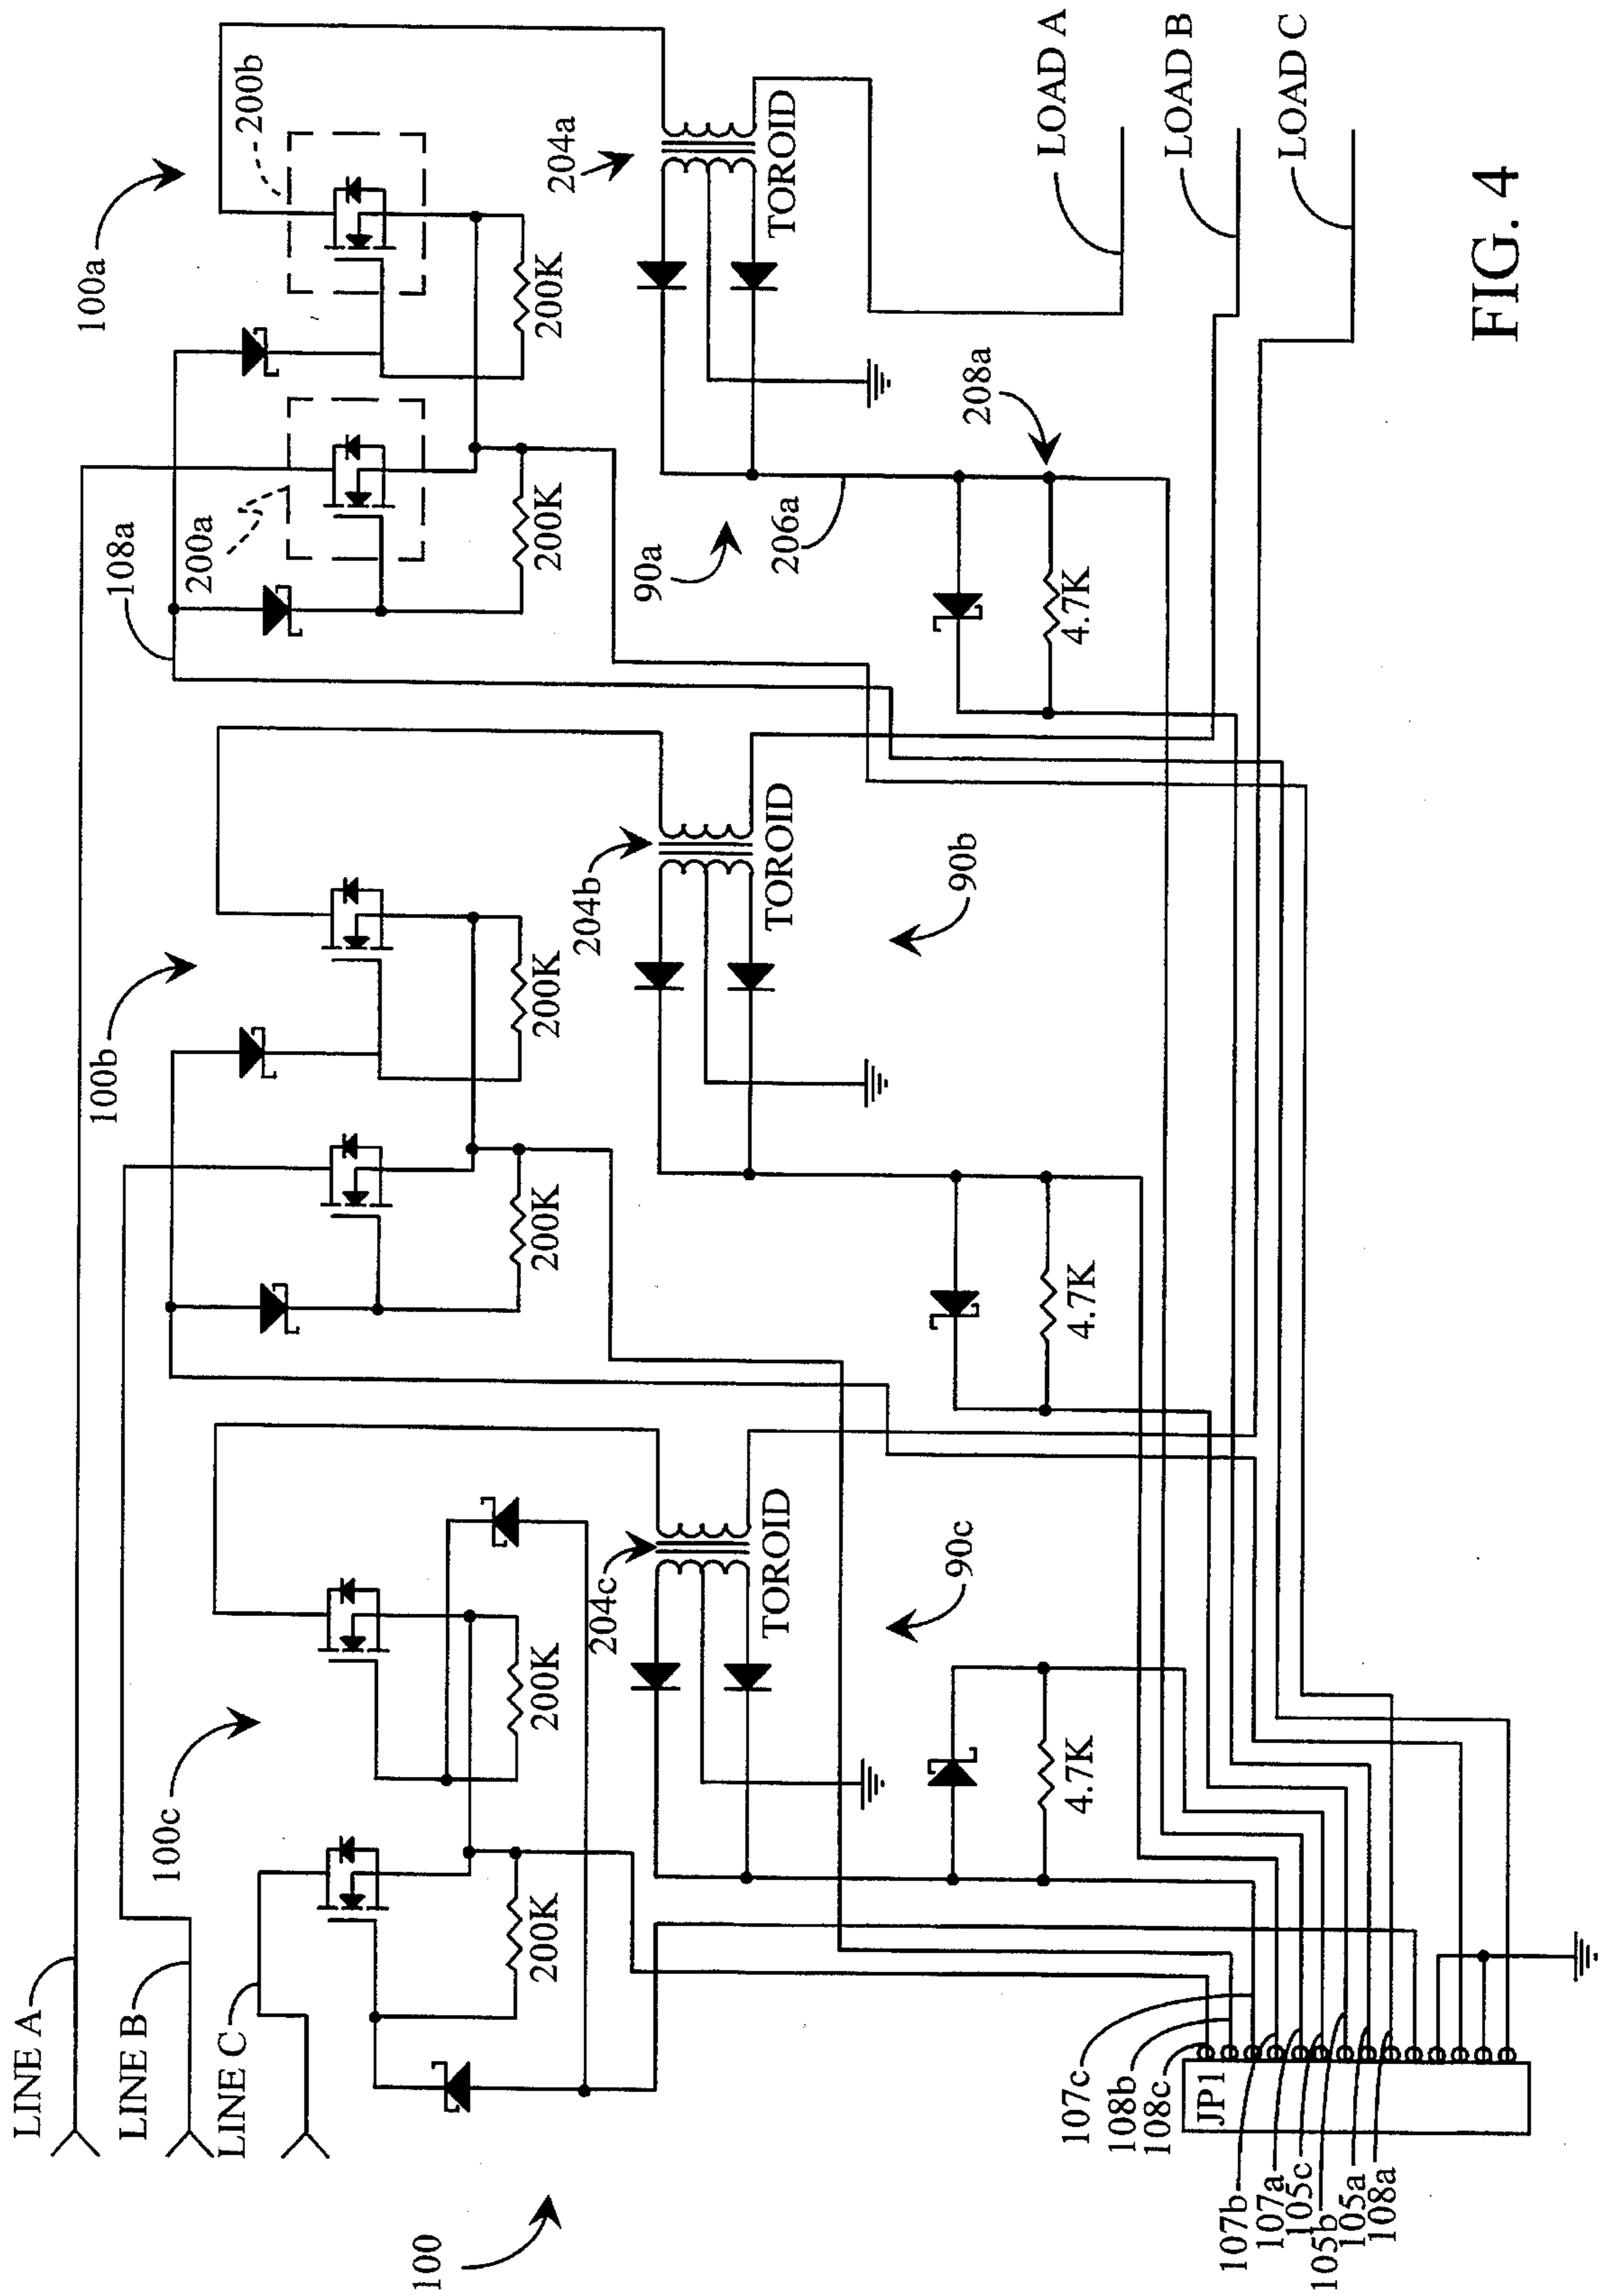 LINE A
LINE B
LINE C
100
100a
100b
100c
108a
200a
200b
200K
200K
200K
200K
200K
200K
204a
204b
204c
TOROID
TOROID
TOROID
90a
90b
90c
206a
208a
4.7K
4.7K
4.7K
LOAD A
LOAD B
LOAD C
107c
108b
108c
JP1
107b
107a
105c
105b
105a
108a
FIG. 4